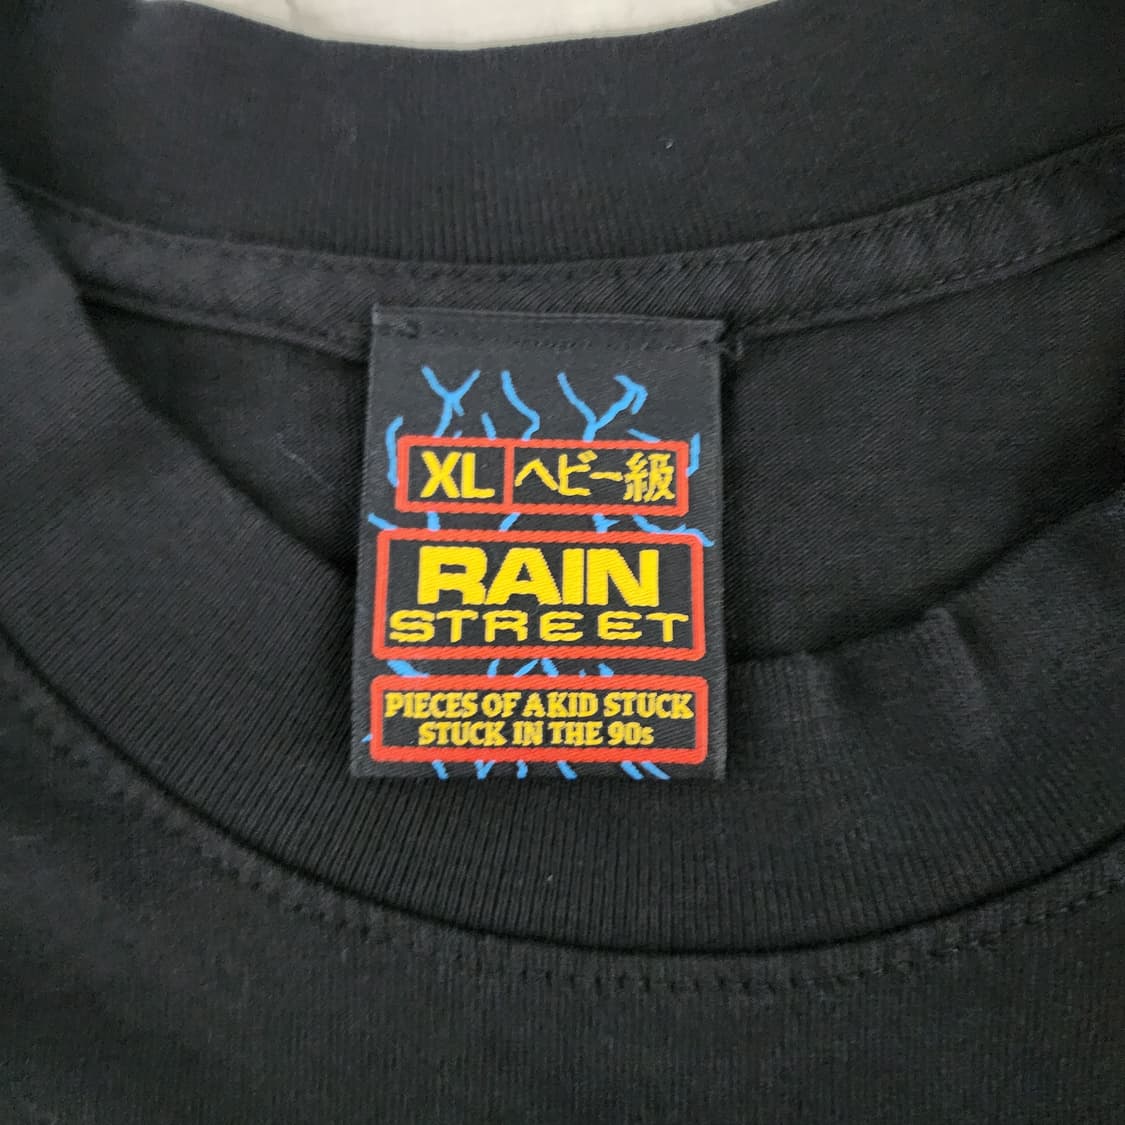 XL ヘビー級
RAIN
STREET
PIECES OF A KID STUCK
STUCK IN THE 90s